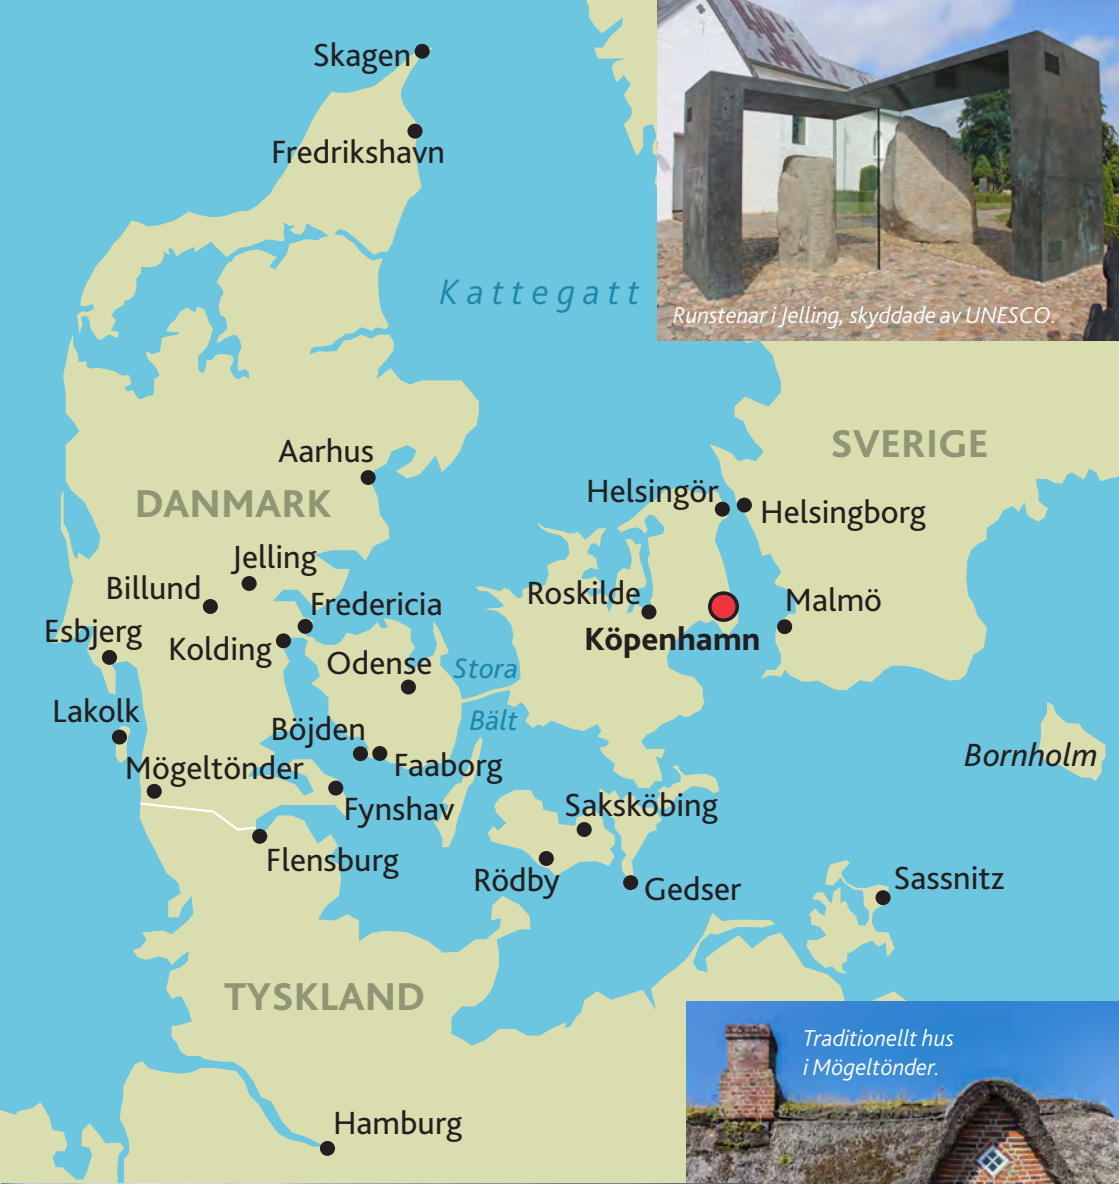 Skagen
Fredrikshavn
Kattegatt
Runstenar i Jelling, skyddade av UNESCO.
SVERIGE
Aarhus
DANMARK
Helsingör
Helsingborg
Jelling
Billund
Fredericia
Roskilde
Malmö
Esbjerg
Kolding
Köpenhamn
Odense
Stora
Bält
Lakolk
Böjden
Faaborg
Bornholm
Mögeltönder
Fynshav
Saksköbing
Flensburg
Rödby
Gedser
Sassnitz
TYSKLAND
Traditionellt hus
i Mögeltönder.
Hamburg